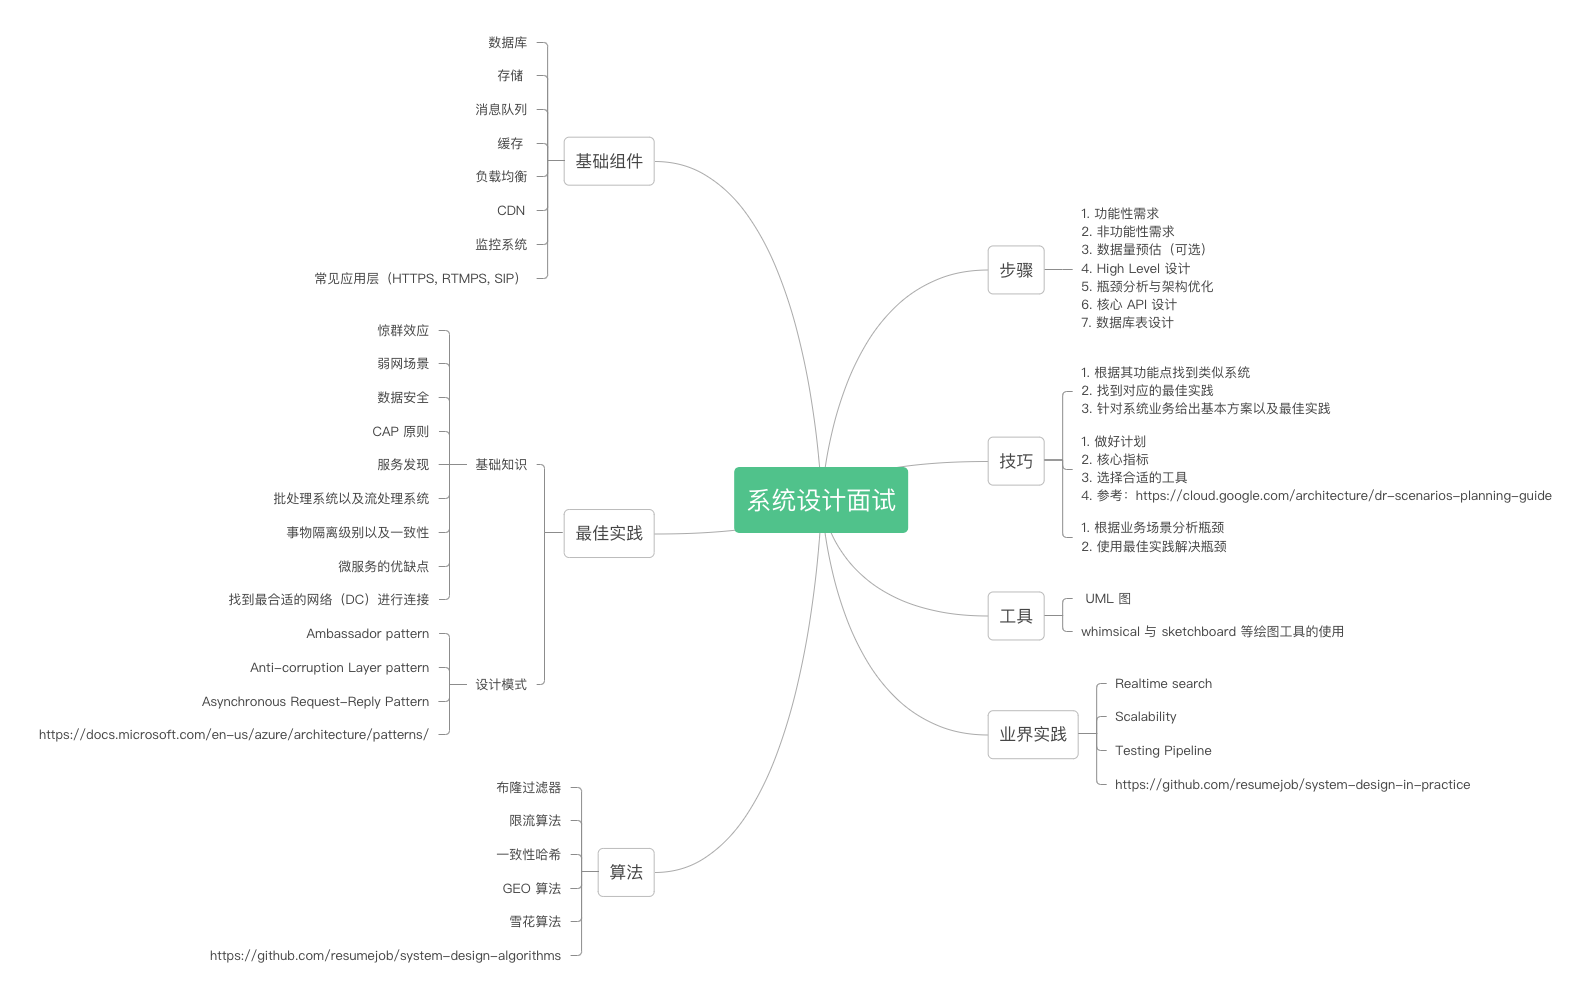 系统设计面试
步骤
1. 功能性需求
2. 非功能性需求
3. 数据量预估（可选）
4. High Level 设计
5. 瓶颈分析与架构优化
6. 核心 API 设计
7. 数据库表设计
技巧
1. 根据其功能点找到类似系统
2. 找到对应的最佳实践
3. 针对系统业务给出基本方案以及最佳实践
1. 做好计划
2. 核心指标
3. 选择合适的工具
4. 参考：https://cloud.google.com/architecture/dr-scenarios-planning-guide
1. 根据业务场景分析瓶颈
2. 使用最佳实践解决瓶颈
工具
UML 图
whimsical 与 sketchboard 等绘图工具的使用
业界实践
Realtime search
Scalability
Testing Pipeline
https://github.com/resumejob/system-design-in-practice
基础组件
数据库
存储
消息队列
缓存
负载均衡
CDN
监控系统
常见应用层（HTTPS, RTMPS, SIP）
最佳实践
基础知识
惊群效应
弱网场景
数据安全
CAP 原则
服务发现
批处理系统以及流处理系统
事物隔离级别以及一致性
微服务的优缺点
找到最合适的网络（DC）进行连接
设计模式
Ambassador pattern
Anti-corruption Layer pattern
Asynchronous Request-Reply Pattern
https://docs.microsoft.com/en-us/azure/architecture/patterns/
算法
布隆过滤器
限流算法
一致性哈希
GEO 算法
雪花算法
https://github.com/resumejob/system-design-algorithms